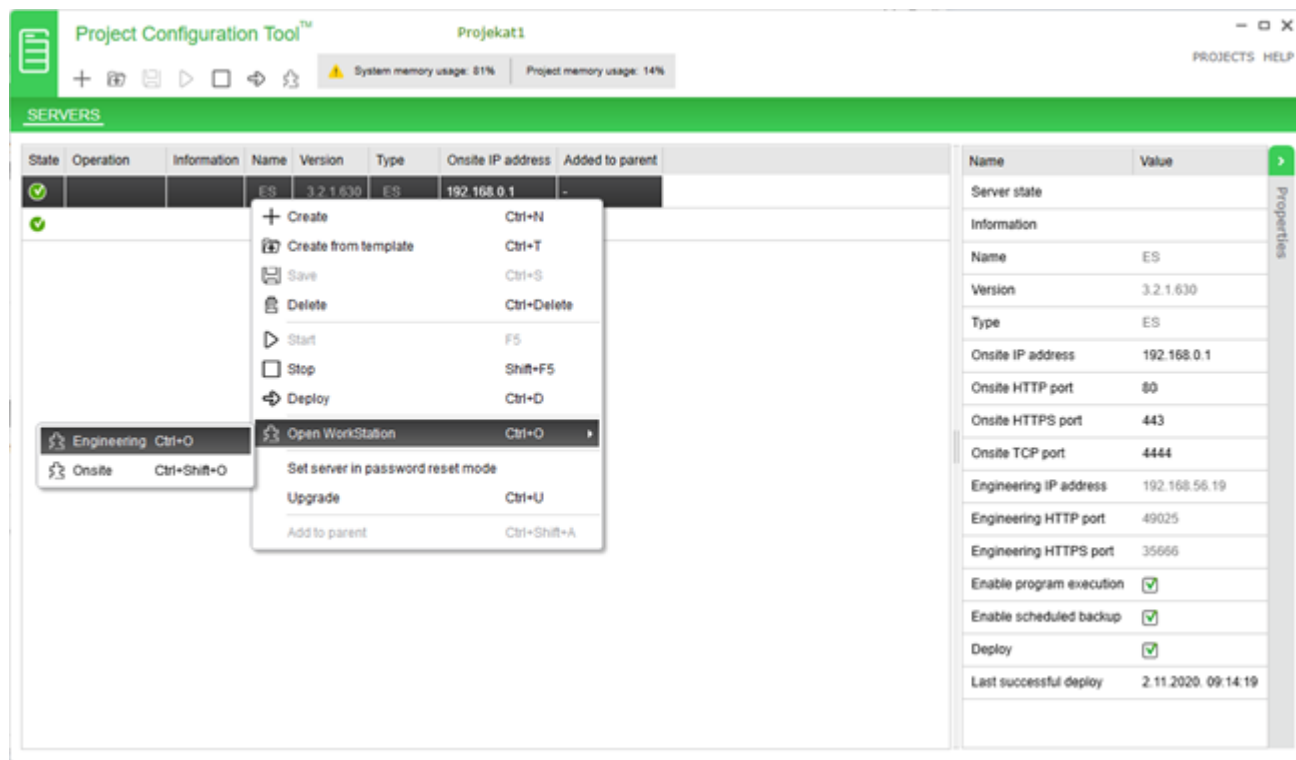 Project Configuration Tool™
Projekat1
PROJECTS HELP
System memory usage: 81%
Project memory usage: 14%
SERVERS
State Operation Information Name Version Type Onsite IP address Added to parent
ES 3.2.1.630 ES 192.168.0.1 -
Create Ctrl+N
Create from template Ctrl+T
Save Ctrl+S
Delete Ctrl+Delete
Start F5
Stop Shift+F5
Deploy Ctrl+D
Open WorkStation Ctrl+O
Engineering Ctrl+O
Onsite Ctrl+Shift+O
Set server in password reset mode
Upgrade Ctrl+U
Add to parent Ctrl+Shift+A
Name Value
Server state
Information
Name ES
Version 3.2.1.630
Type ES
Onsite IP address 192.168.0.1
Onsite HTTP port 80
Onsite HTTPS port 443
Onsite TCP port 4444
Engineering IP address 192.168.56.19
Engineering HTTP port 49025
Engineering HTTPS port 35666
Enable program execution
Enable scheduled backup
Deploy
Last successful deploy 2.11.2020. 09:14:19
Properties